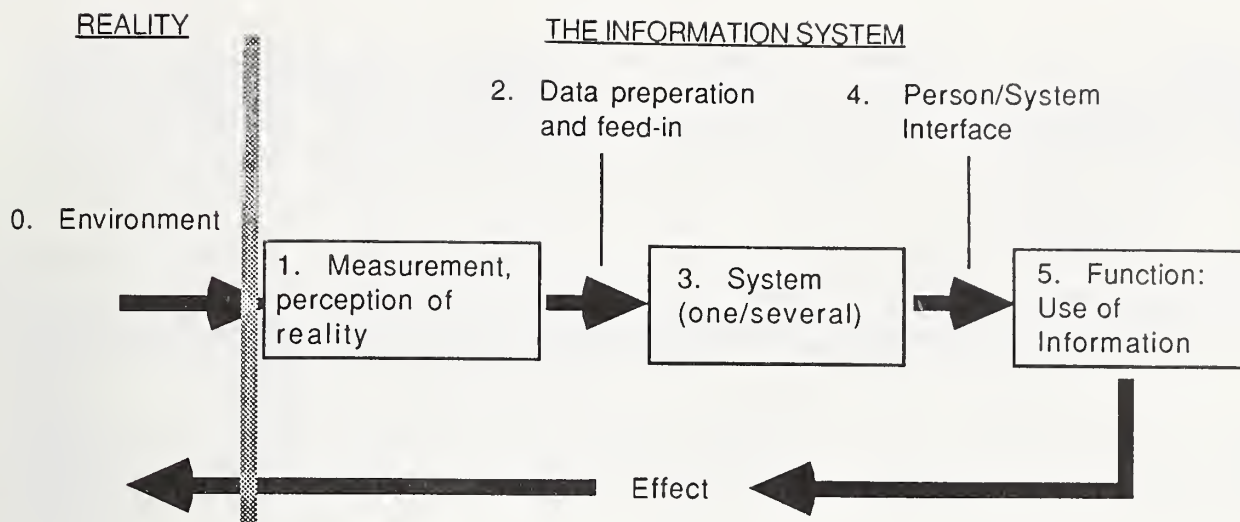 REALITY
THE INFORMATION SYSTEM
2. Data preperation
and feed-in
4. Person/System
Interface
0. Environment
1. Measurement,
perception of
reality
3. System
(one/several)
5. Function:
Use of
Information
Effect